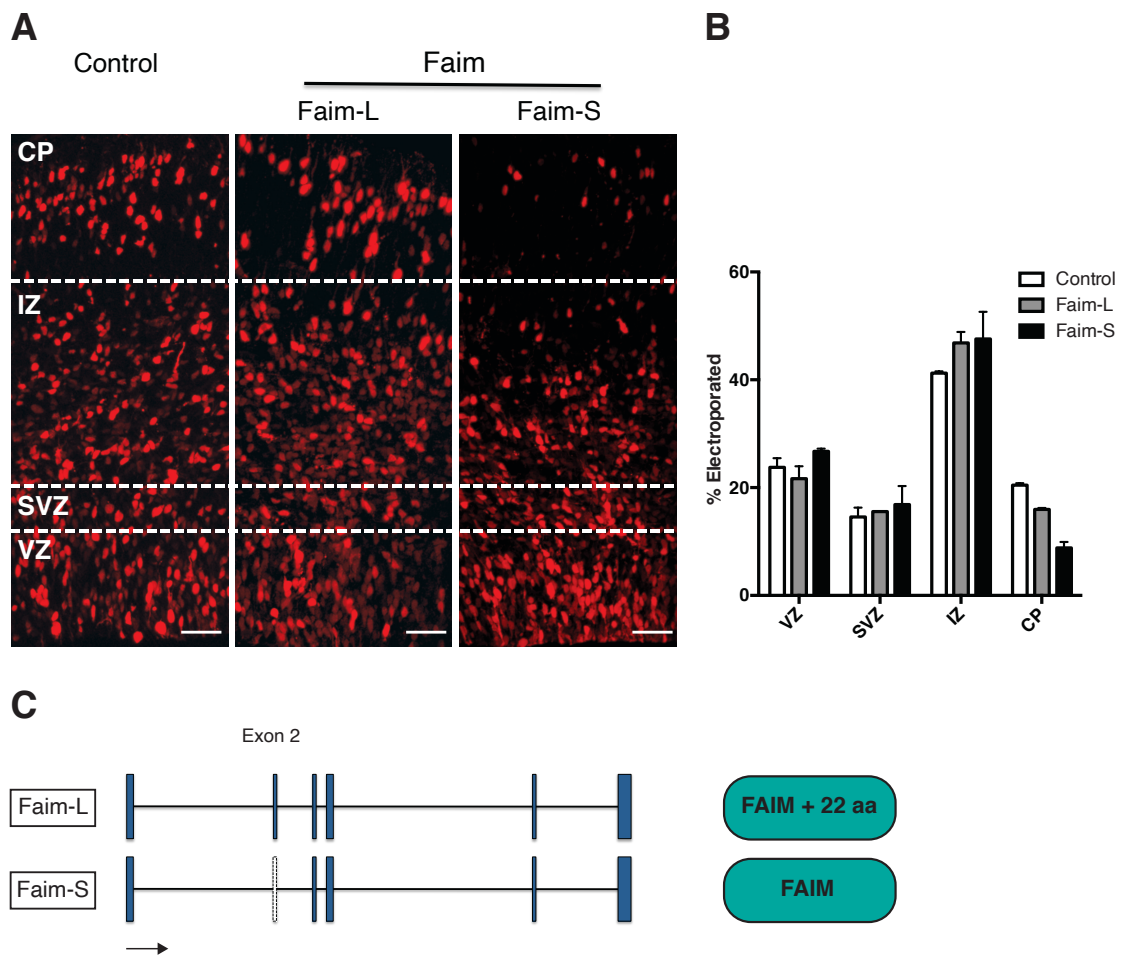 A
Control
Faim
Faim-L
Faim-S
CP
IZ
SVZ
VZ
B
60
40
20
0
% Electroporated
Control
Faim-L
Faim-S
VZ
SVZ
IZ
CP
C
Exon 2
Faim-L
FAIM + 22 aa
Faim-S
FAIM